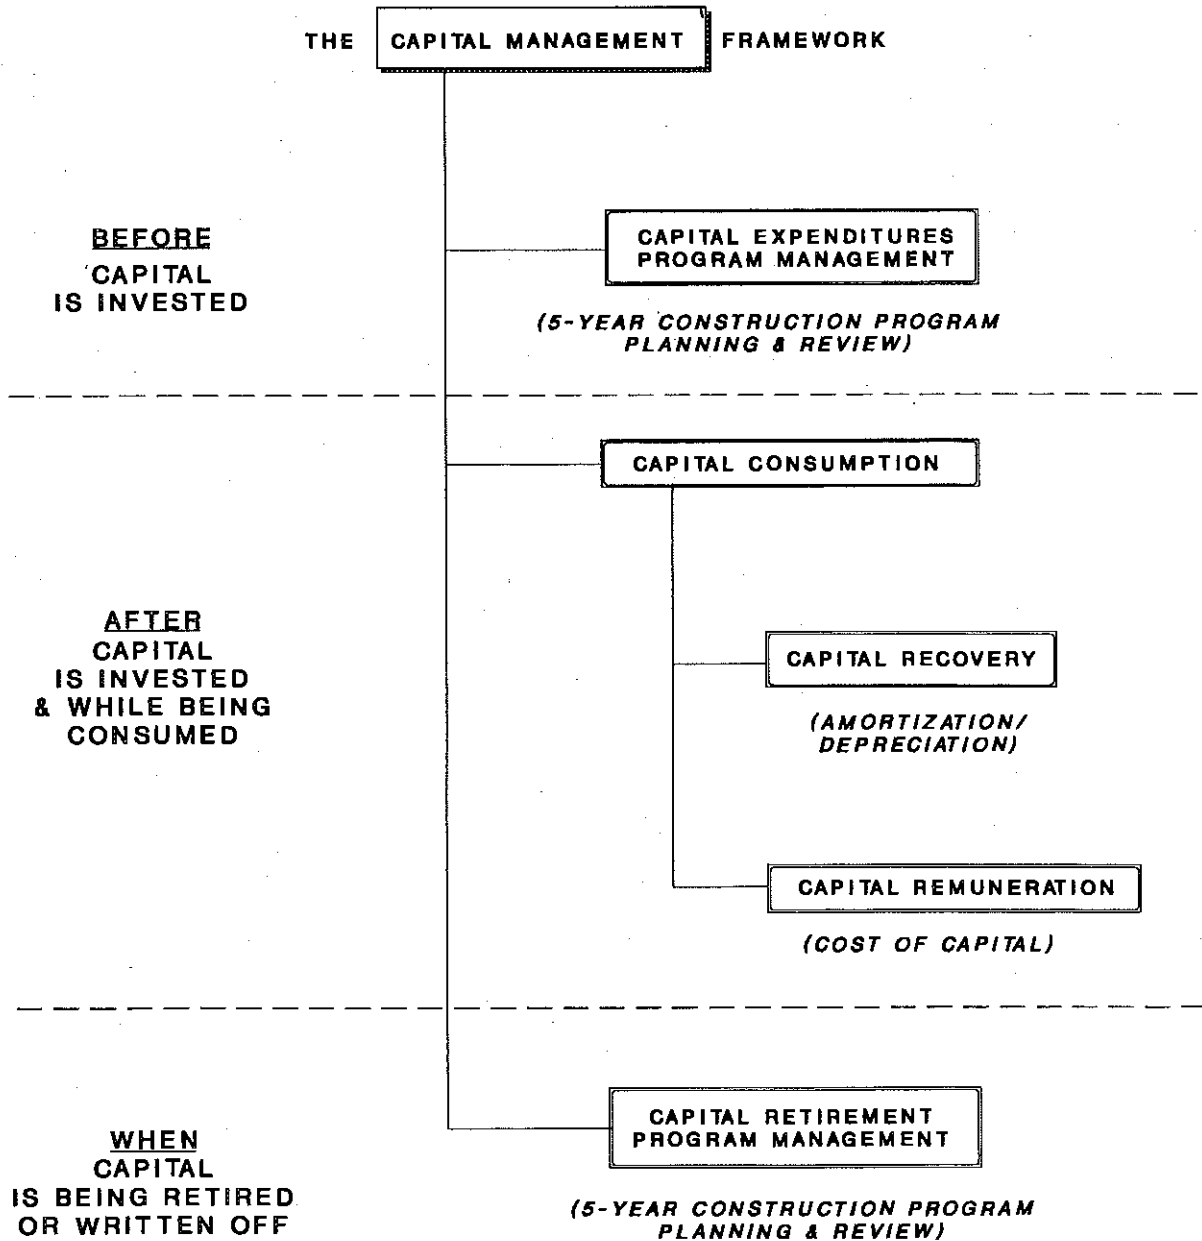 THE CAPITAL MANAGEMENT FRAMEWORK
BEFORE
CAPITAL
IS INVESTED
CAPITAL EXPENDITURES
PROGRAM MANAGEMENT
(5-YEAR CONSTRUCTION PROGRAM
PLANNING & REVIEW)
AFTER
CAPITAL
IS INVESTED
& WHILE BEING
CONSUMED
CAPITAL CONSUMPTION
CAPITAL RECOVERY
(AMORTIZATION/
DEPRECIATION)
CAPITAL REMUNERATION
(COST OF CAPITAL)
WHEN
CAPITAL
IS BEING RETIRED
OR WRITTEN OFF
CAPITAL RETIREMENT
PROGRAM MANAGEMENT
(5-YEAR CONSTRUCTION PROGRAM
PLANNING & REVIEW)